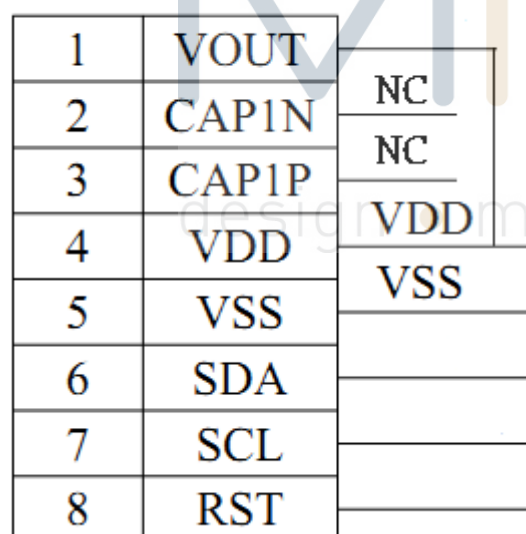 1 VOUT
NC
2 CAP1N
NC
3 CAP1P
design m
VDD
4 VDD
VSS
5 VSS
6 SDA
7 SCL
8 RST